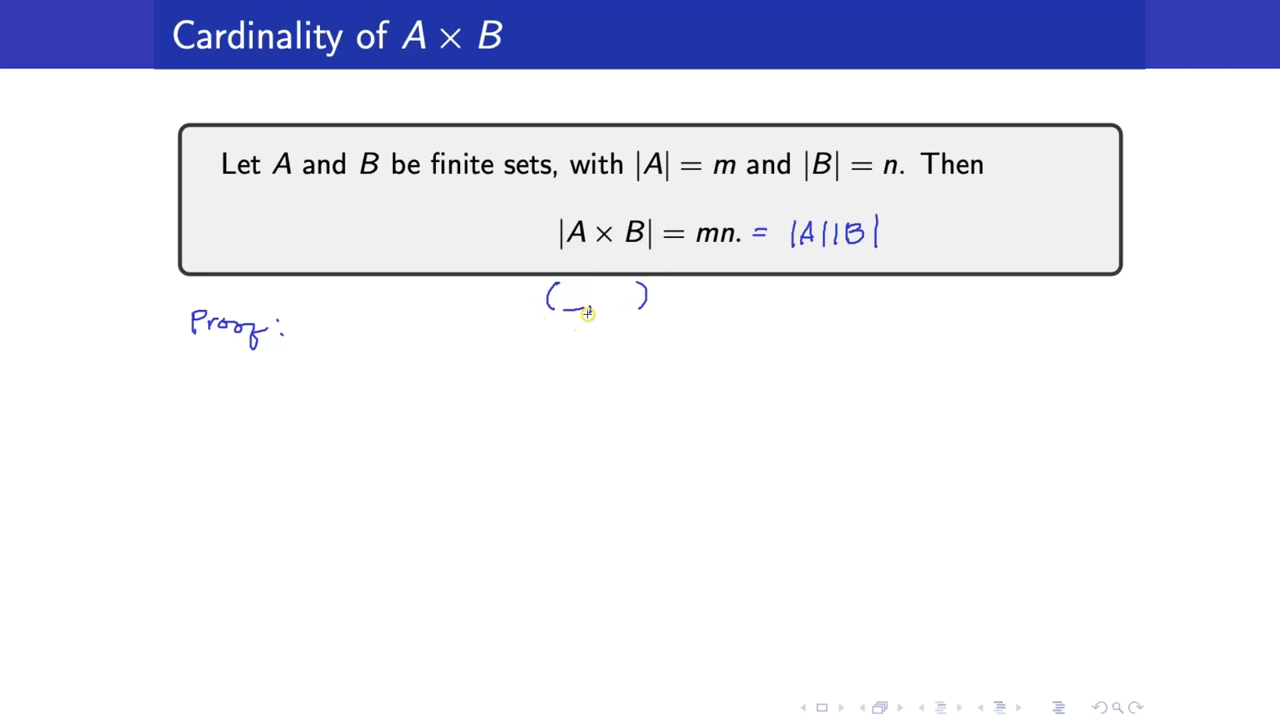 Cardinality of A × B
Let A and B be finite sets, with |A| = m and |B| = n. Then
|A × B| = mn. = |A||B|
( _, )
Proof: